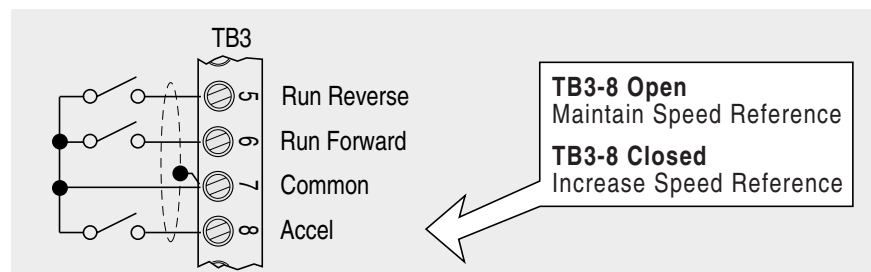 TB3
5 Run Reverse
6 Run Forward
7 Common
8 Accel
TB3-8 Open
Maintain Speed Reference
TB3-8 Closed
Increase Speed Reference